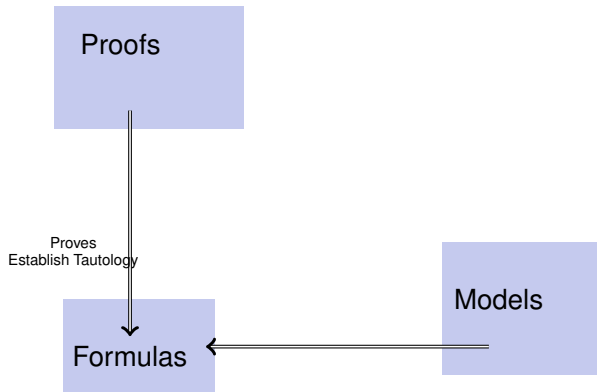 Proofs
Proves
Establish Tautology
Models
Formulas